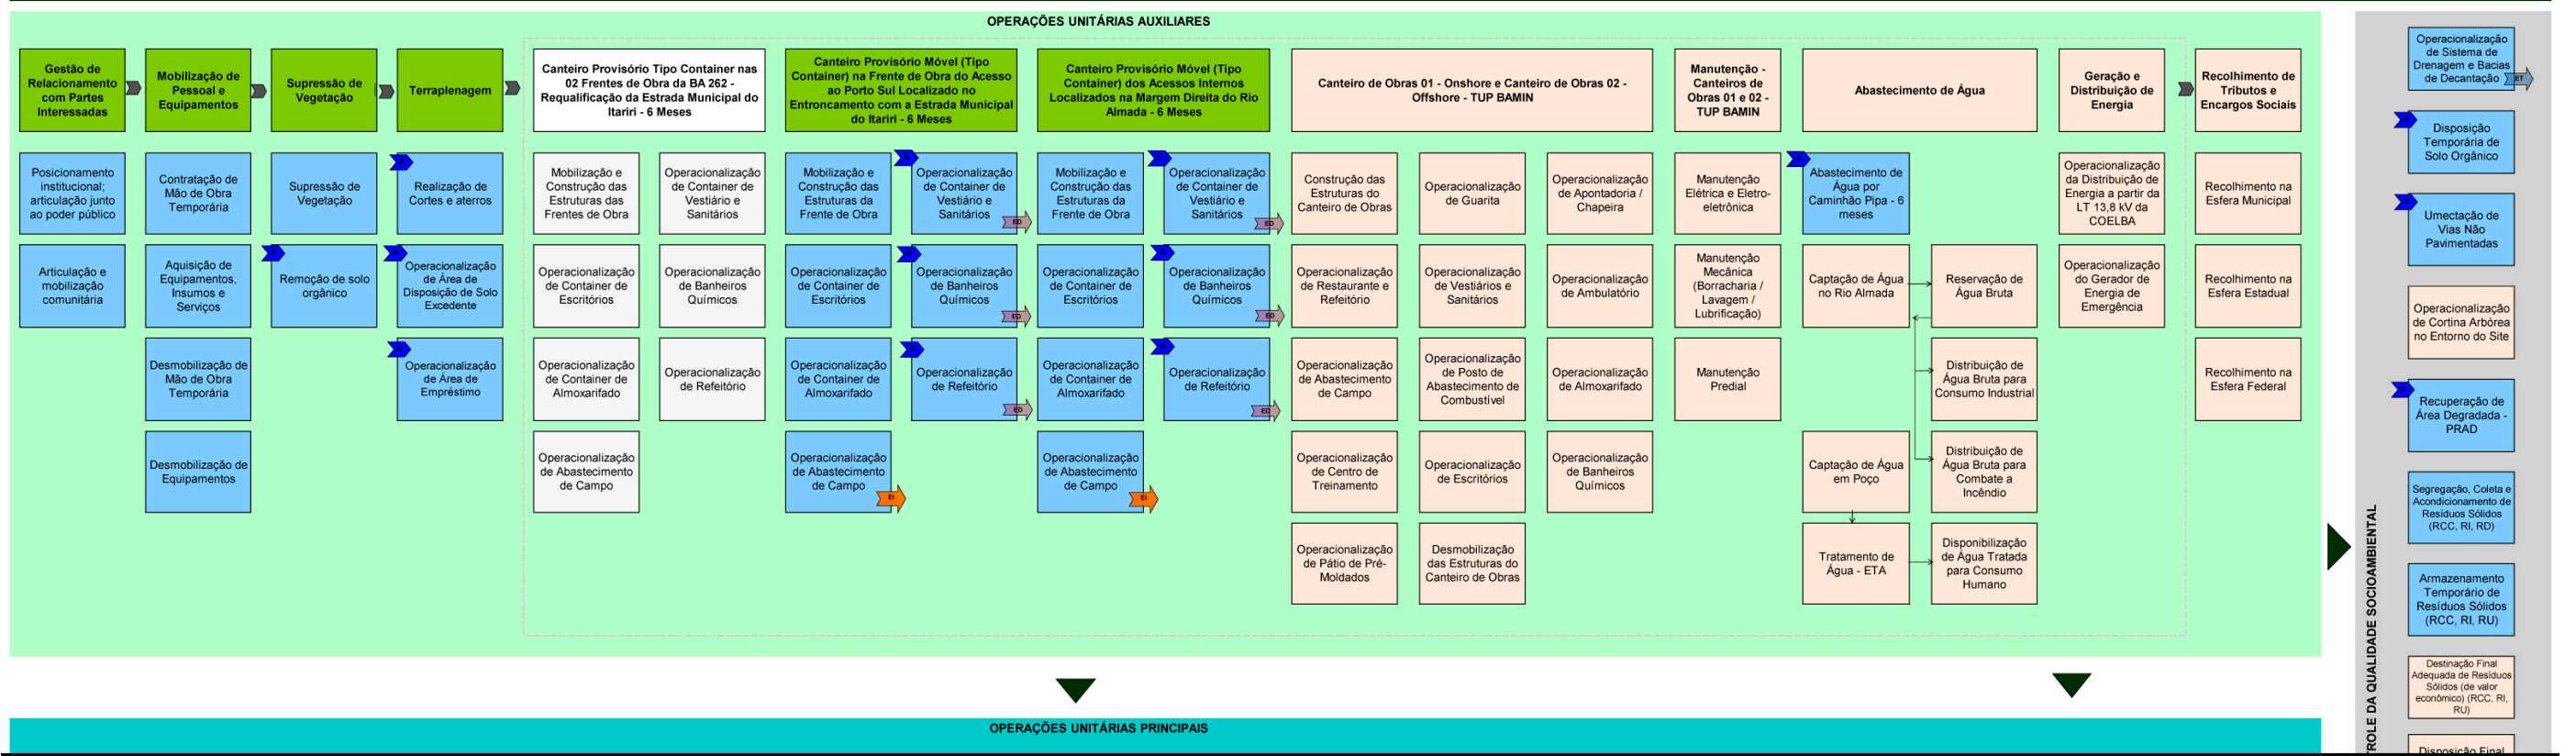 OPERAÇÕES UNITÁRIAS AUXILIARES
Gestão de
Relacionamento
com Partes
Interessadas
Posicionamento
institucional;
articulação junto
ao poder público
Articulação e
mobilização
comunitária
Mobilização de
Pessoal e
Equipamentos
Contratação de
Mão de Obra
Temporária
Aquisição de
Equipamentos,
Insumos e
Serviços
Desmobilização de
Mão de Obra
Temporária
Desmobilização de
Equipamentos
Supressão de
Vegetação
Supressão de
Vegetação
A
Remoção de solo
orgânico
Terraplenagem
A
Realização de
Cortes e aterros
A
Operacionalização
de Área de
Disposição de Solo
Excedente
A
Operacionalização
de Área de
Empréstimo
Canteiro Provisório Tipo Container nas
02 Frentes de Obra da BA 262 -
Requalificação da Estrada Municipal do
Itariri - 6 Meses
Mobilização e
Construção das
Estruturas das
Frentes de Obra
Operacionalização
de Container de
Escritórios
Operacionalização
de Container de
Almoxarifado
Operacionalização
de Abastecimento
de Campo
Operacionalização
de Container de
Vestiário e
Sanitários
Operacionalização
de Banheiros
Químicos
Operacionalização
de Refeitório
Canteiro Provisório Móvel (Tipo
Container) na Frente de Obra do Acesso
ao Porto Sul Localizado no
Entroncamento com a Estrada Municipal
do Itariri - 6 Meses
Mobilização e
Construção das
Estruturas da
Frente de Obra
Operacionalização
de Container de
Escritórios
Operacionalização
de Container de
Almoxarifado
Operacionalização
de Abastecimento
de Campo
EI
A
Operacionalização
de Container de
Vestiário e
Sanitários
ED
A
Operacionalização
de Banheiros
Químicos
ED
A
Operacionalização
de Refeitório
ED
Canteiro Provisório Móvel (Tipo
Container) dos Acessos Internos
Localizados na Margem Direita do Rio
Almada - 6 Meses
Mobilização e
Construção das
Estruturas da
Frente de Obra
Operacionalização
de Container de
Escritórios
Operacionalização
de Container de
Almoxarifado
Operacionalização
de Abastecimento
de Campo
EI
A
Operacionalização
de Container de
Vestiário e
Sanitários
ED
A
Operacionalização
de Banheiros
Químicos
ED
A
Operacionalização
de Refeitório
ED
Canteiro de Obras 01 - Onshore e Canteiro de Obras 02 -
Offshore - TUP BAMIN
Construção das
Estruturas do
Canteiro de Obras
Operacionalização
de Restaurante e
Refeitório
Operacionalização
de Abastecimento
de Campo
Operacionalização
de Centro de
Treinamento
Operacionalização
de Pátio de Pré-
Moldados
Operacionalização
de Guarita
Operacionalização
de Vestiários e
Sanitários
Operacionalização
de Posto de
Abastecimento de
Combustível
Operacionalização
de Escritórios
Desmobilização
das Estruturas do
Canteiro de Obras
Operacionalização
de Apontadoria /
Chapeira
Operacionalização
de Ambulatório
Operacionalização
de Almoxarifado
Operacionalização
de Banheiros
Químicos
Manutenção -
Canteiros de
Obras 01 e 02 -
TUP BAMIN
Manutenção
Elétrica e Eletro-
eletrônica
Manutenção
Mecânica
(Borracharia /
Lavagem /
Lubrificação)
Manutenção
Predial
Abastecimento de Água
A
Abastecimento de
Água por
Caminhão Pipa - 6
meses
Captação de Água
no Rio Almada
Reservação de
Água Bruta
Distribuição de
Água Bruta para
Consumo Industrial
Captação de Água
em Poço
Distribuição de
Água Bruta para
Combate a
Incêndio
Tratamento de
Água - ETA
Disponibilização
de Água Tratada
para Consumo
Humano
Geração e
Distribuição de
Energia
Operacionalização
da Distribuição de
Energia a partir da
LT 13,8 kV da
COELBA
Operacionalização
do Gerador de
Energia de
Emergência
Recolhimento de
Tributos e
Encargos Sociais
Recolhimento na
Esfera Municipal
Recolhimento na
Esfera Estadual
Recolhimento na
Esfera Federal
TROLE DA QUALIDADE SOCIOAMBIENTAL
Operacionalização
de Sistema de
Drenagem e Bacias
de Decantação
ET
A
Disposição
Temporária de
Solo Orgânico
A
Umectação de
Vias Não
Pavimentadas
Operacionalização
de Cortina Arbórea
no Entorno do Site
A
Recuperação de
Área Degradada -
PRAD
Segregação, Coleta e
Acondicionamento de
Resíduos Sólidos
(RCC, RI, RD)
Armazenamento
Temporário de
Resíduos Sólidos
(RCC, RI, RU)
Destinação Final
Adequada de Resíduos
Sólidos (de valor
econômico) (RCC, RI,
RU)
Disposição Final
OPERAÇÕES UNITÁRIAS PRINCIPAIS